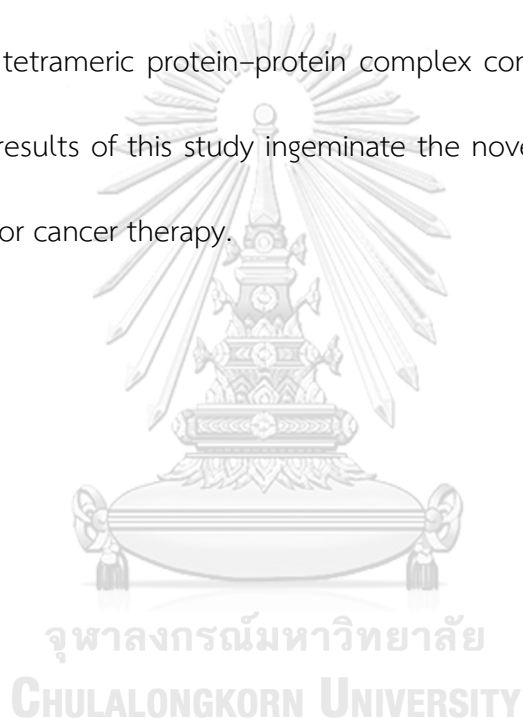 tetrameric protein–protein complex con
results of this study ingeminate the nove
or cancer therapy.
จุฬาลงกรณ์มหาวิทยาลัย
CHULALONGKORN UNIVERSITY